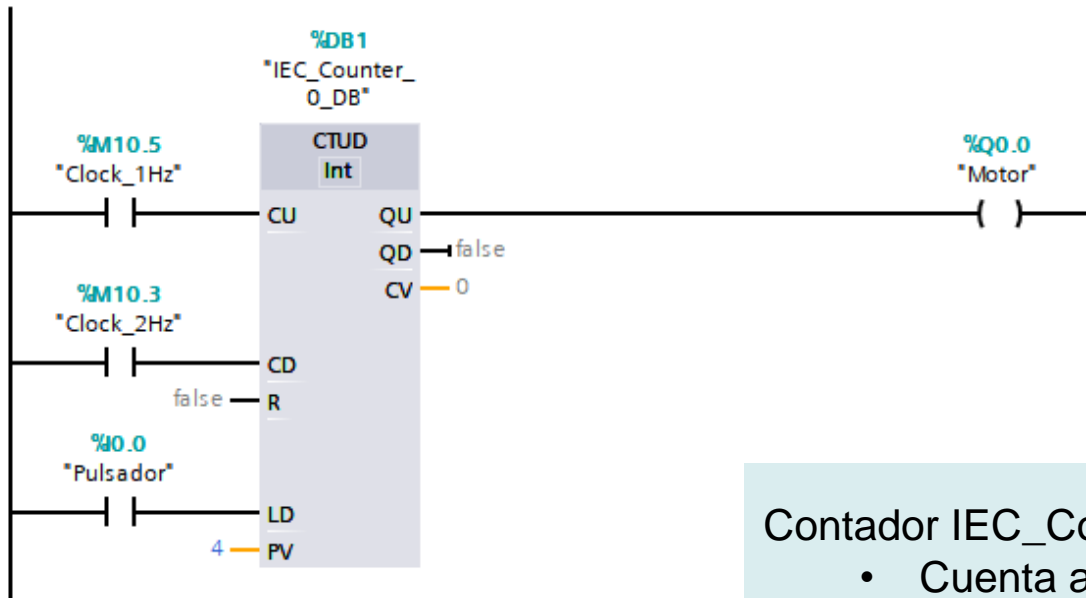 %DB1
"IEC_Counter_
0_DB"
%M10.5
"Clock_1Hz"
CTUD
Int
%Q0.0
"Motor"
CU
QU
QD
false
CV
0
%M10.3
"Clock_2Hz"
CD
false
R
%I0.0
"Pulsador"
LD
4
PV
Contador IEC_Co
• Cuenta a